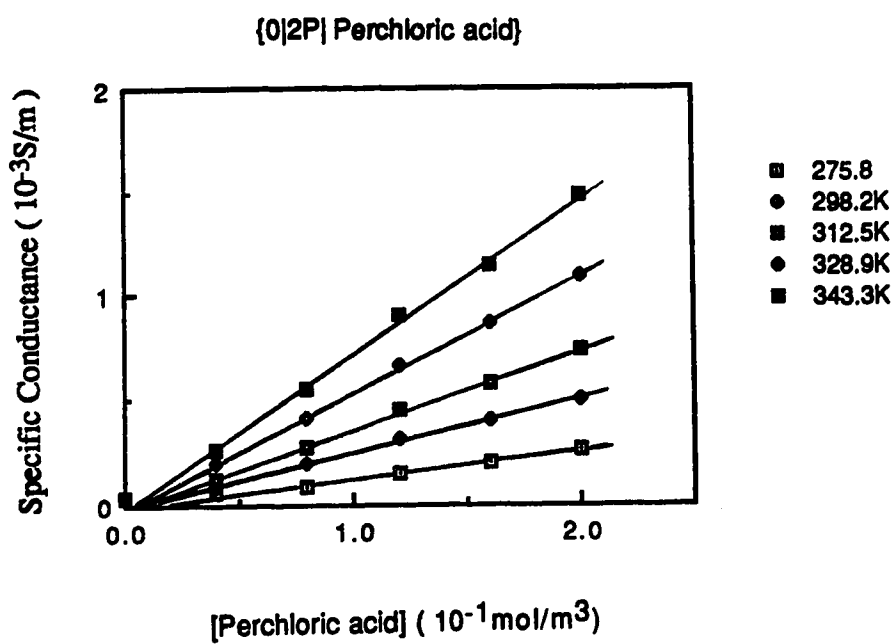 {0|2P| Perchloric acid}
Specific Conductance ( 10-3S/m )
2
1
0
0.0
1.0
2.0
[Perchloric acid] ( 10-1mol/m3)
275.8
298.2K
312.5K
328.9K
343.3K